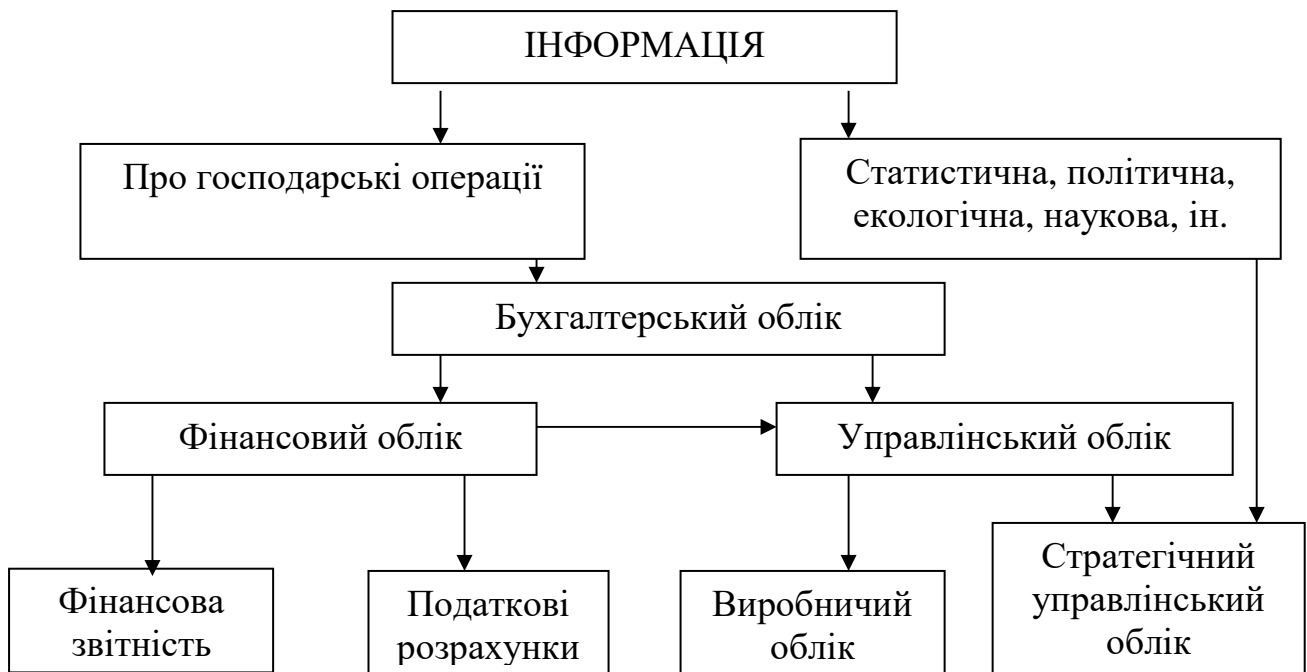 ІНФОРМАЦІЯ
Про господарські операції
Статистична, політична,
екологічна, наукова, ін.
Бухгалтерський облік
Фінансовий облік
Управлінський облік
Фінансова
звітність
Податкові
розрахунки
Виробничий
облік
Стратегічний
управлінський
облік